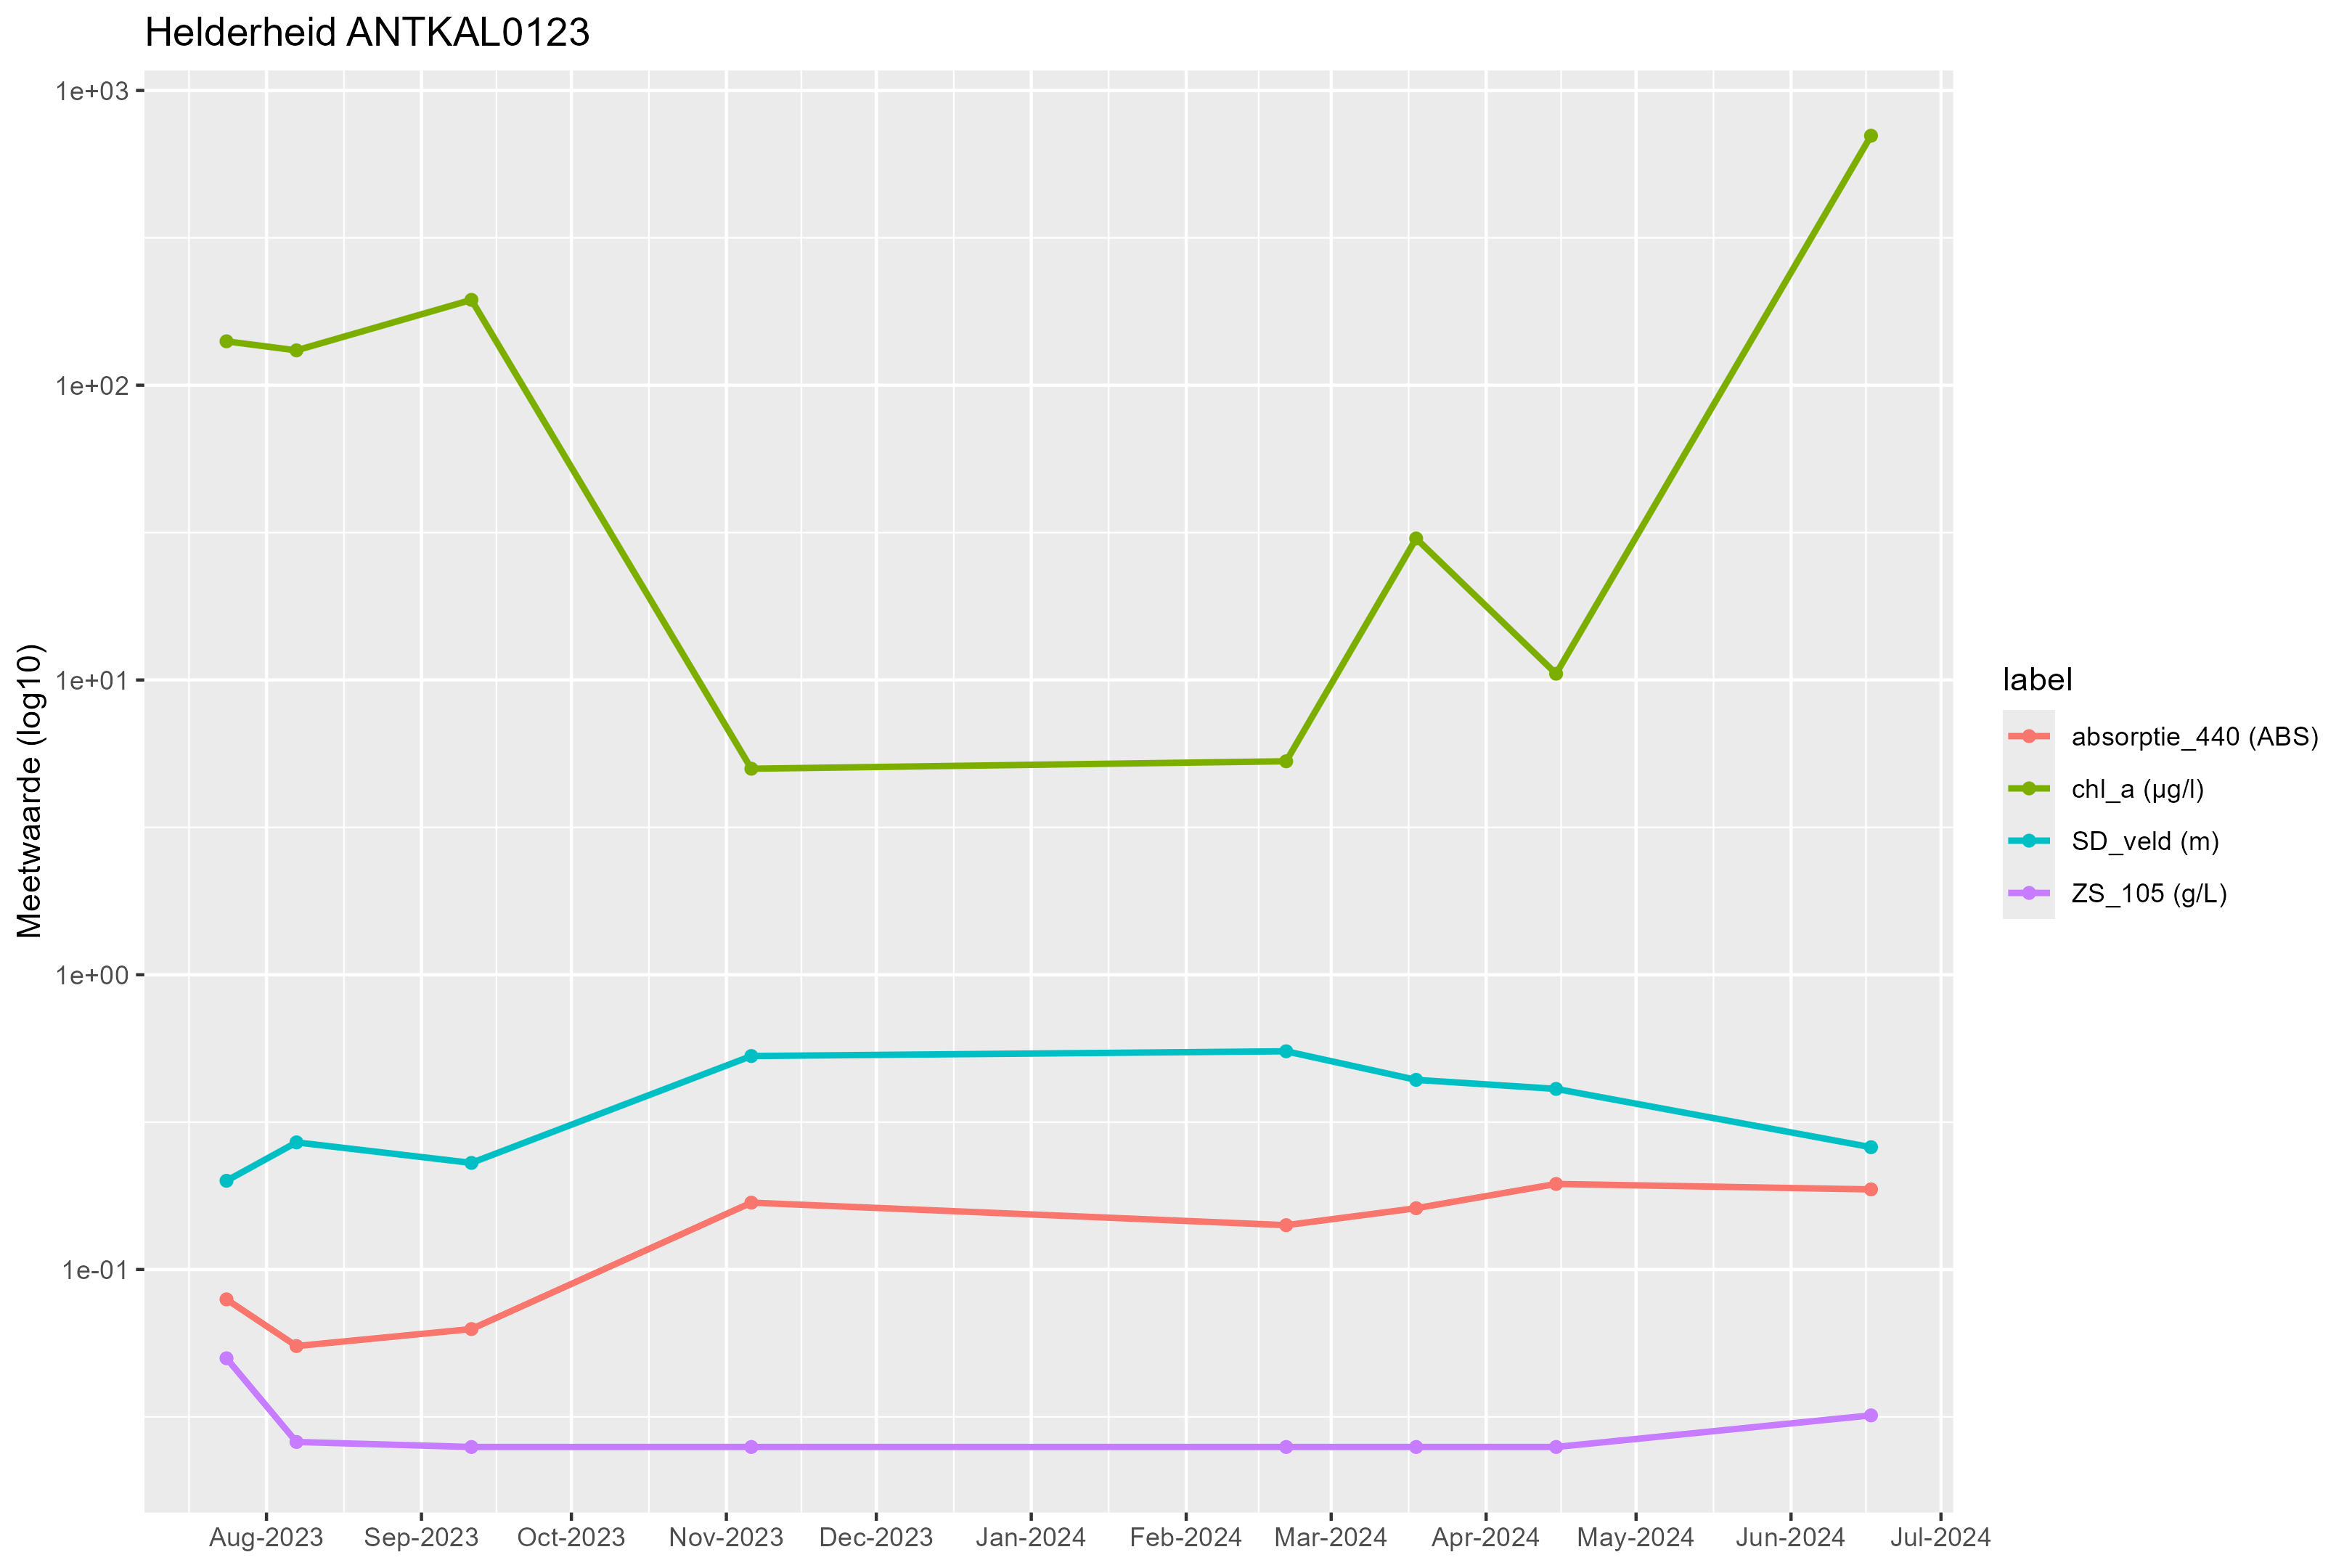 Helderheid ANTKAL0123
Meetwaarde (log10)
1e+03
1e+02
1e+01
1e+00
1e-01
Aug-2023 Sep-2023 Oct-2023 Nov-2023 Dec-2023 Jan-2024 Feb-2024 Mar-2024 Apr-2024 May-2024 Jun-2024 Jul-2024
label
absorptie_440 (ABS)
chl_a (µg/l)
SD_veld (m)
ZS_105 (g/L)